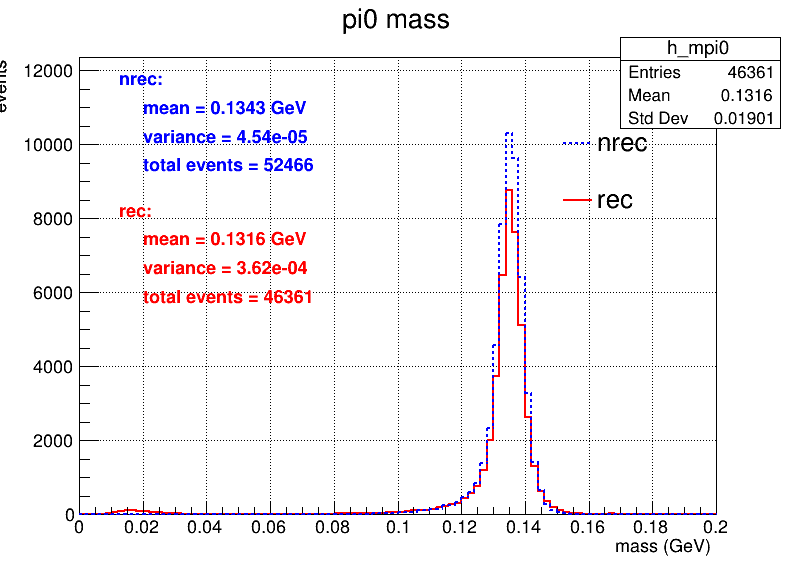 pi0 mass
h_mpi0
Entries 46361
Mean 0.1316
Std Dev 0.01901
events
12000
10000
8000
6000
4000
2000
0
nrec:
mean = 0.1343 GeV
variance = 4.54e-05
total events = 52466
rec:
mean = 0.1316 GeV
variance = 3.62e-04
total events = 46361
nrec
rec
0 0.02 0.04 0.06 0.08 0.1 0.12 0.14 0.16 0.18 0.2
mass (GeV)